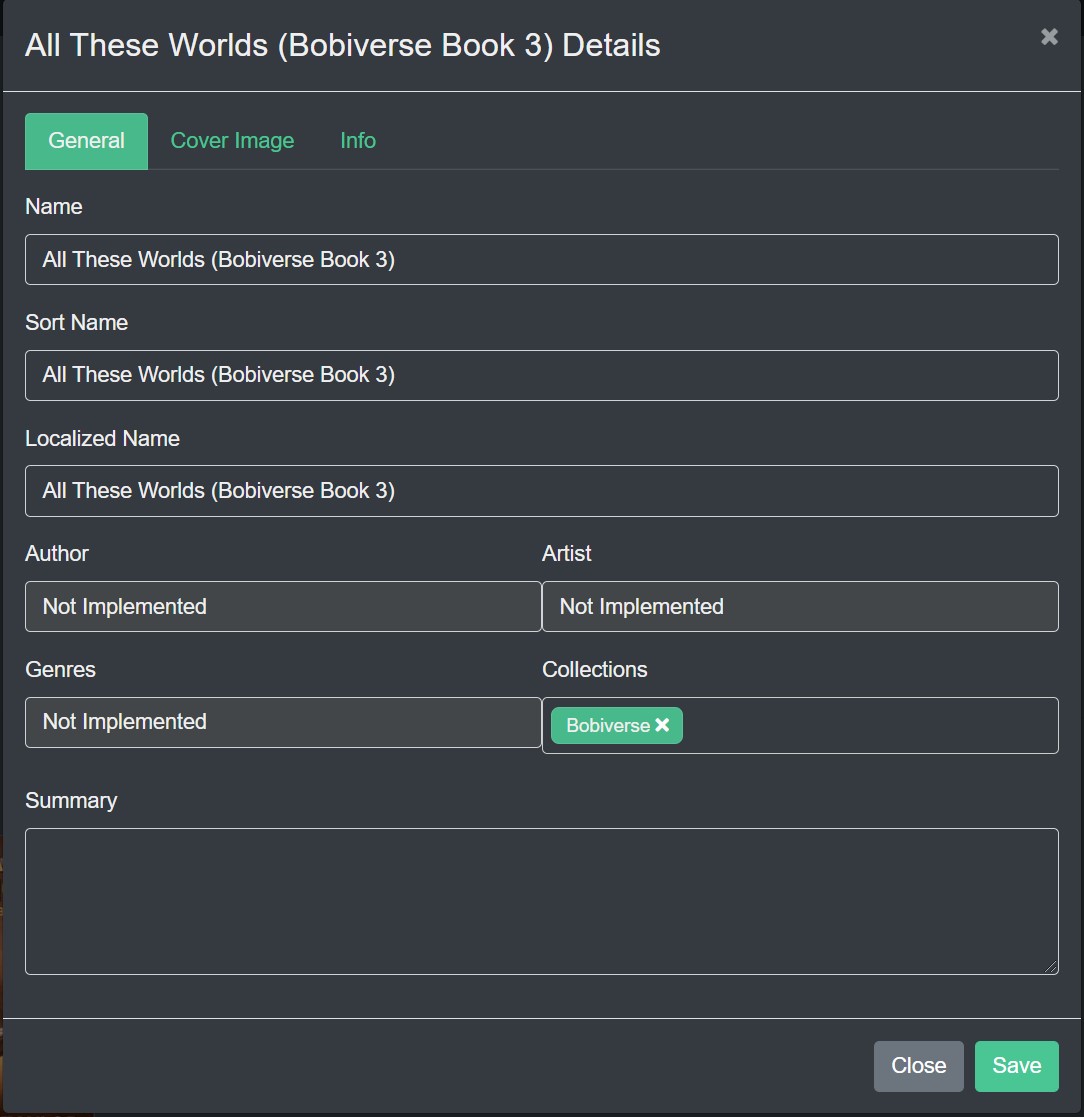 All These Worlds (Bobiverse Book 3) Details
General Cover Image Info
Name
All These Worlds (Bobiverse Book 3)
Sort Name
All These Worlds (Bobiverse Book 3)
Localized Name
All These Worlds (Bobiverse Book 3)
Author Artist
Not Implemented Not Implemented
Genres Collections
Not Implemented Bobiverse
Summary
Close Save